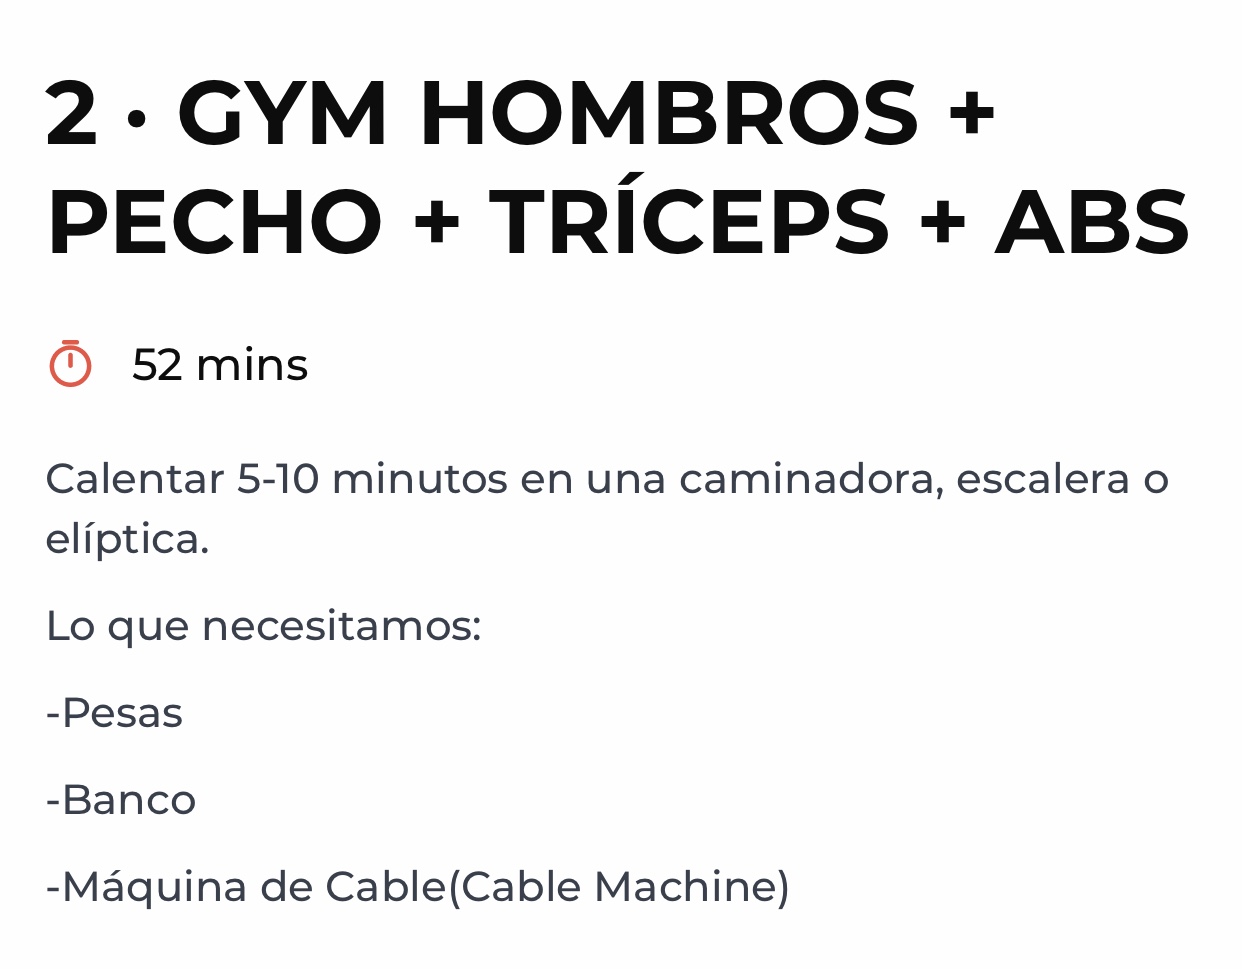 2 · GYM HOMBROS +
PECHO + TRÍCEPS + ABS
52 mins
Calentar 5-10 minutos en una caminadora, escalera o
elíptica.
Lo que necesitamos:
-Pesas
-Banco
-Máquina de Cable(Cable Machine)